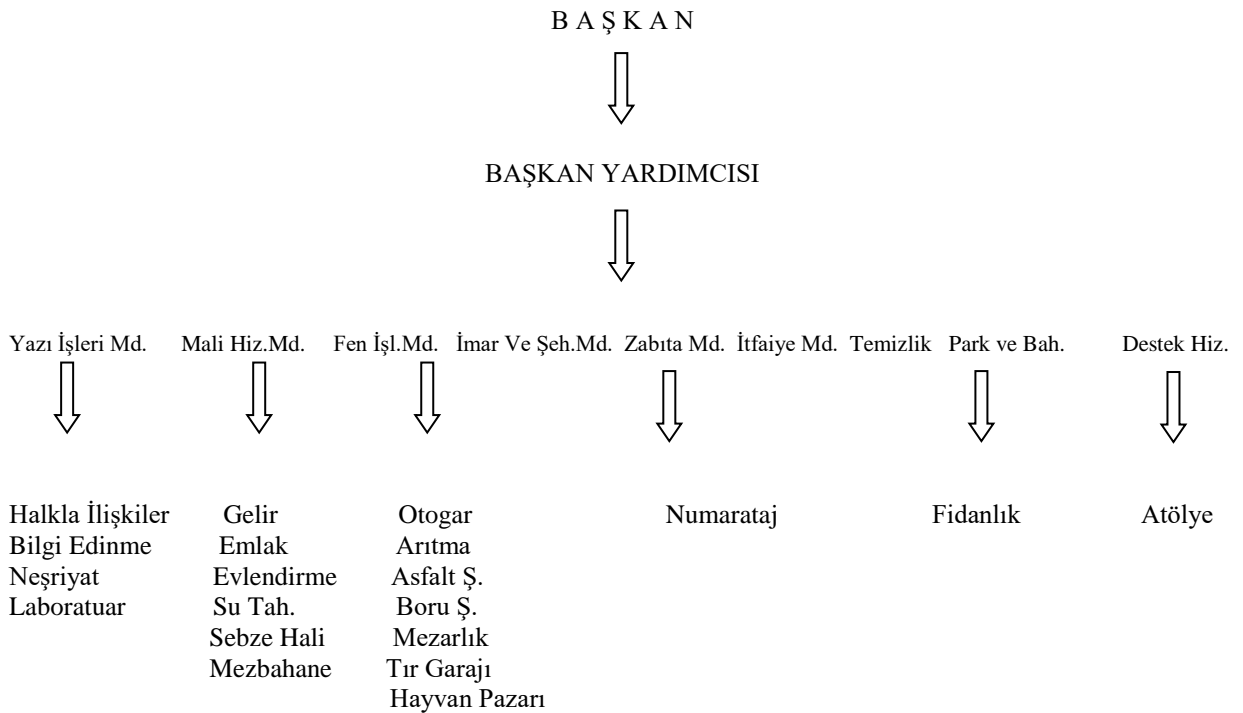 B A Ş K A N
BAŞKAN YARDIMCISI
Yazı İşleri Md. Mali Hiz.Md. Fen İşl.Md. İmar Ve Şeh.Md. Zabıta Md. İtfaiye Md. Temizlik Park ve Bah. Destek Hiz.
Halkla İlişkiler Gelir Otogar Numarataj Fidanlık Atölye
Bilgi Edinme Emlak Arıtma
Neşriyat Evlendirme Asfalt Ş.
Laboratuar Su Tah. Boru Ş.
Sebze Hali Mezarlık
Mezbahane Tır Garajı
Hayvan Pazarı